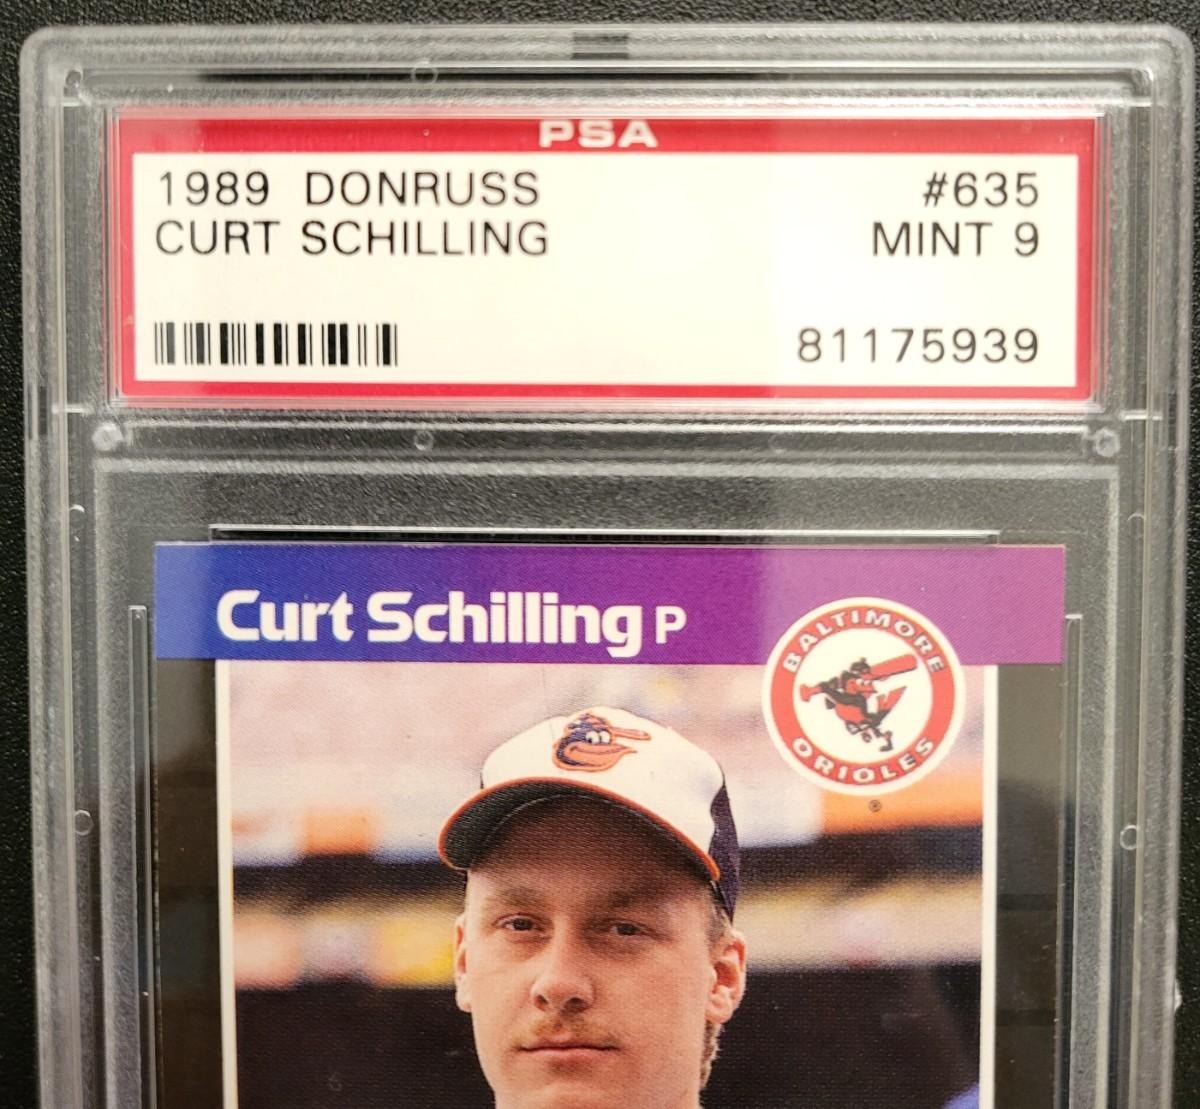 PSA
1989 DONRUSS #635
CURT SCHILLING MINT 9
81175939
Curt Schilling P
BALTIMORE
ORIOLES
®